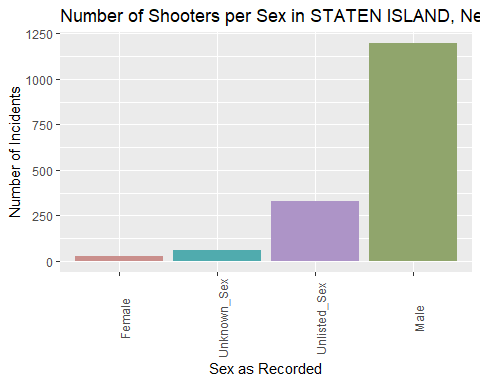 Number of Shooters per Sex in STATEN ISLAND, Ne
1250
1000
750
500
250
0
Number of Incidents
Female
Unknown_Sex
Unlisted_Sex
Male
Sex as Recorded